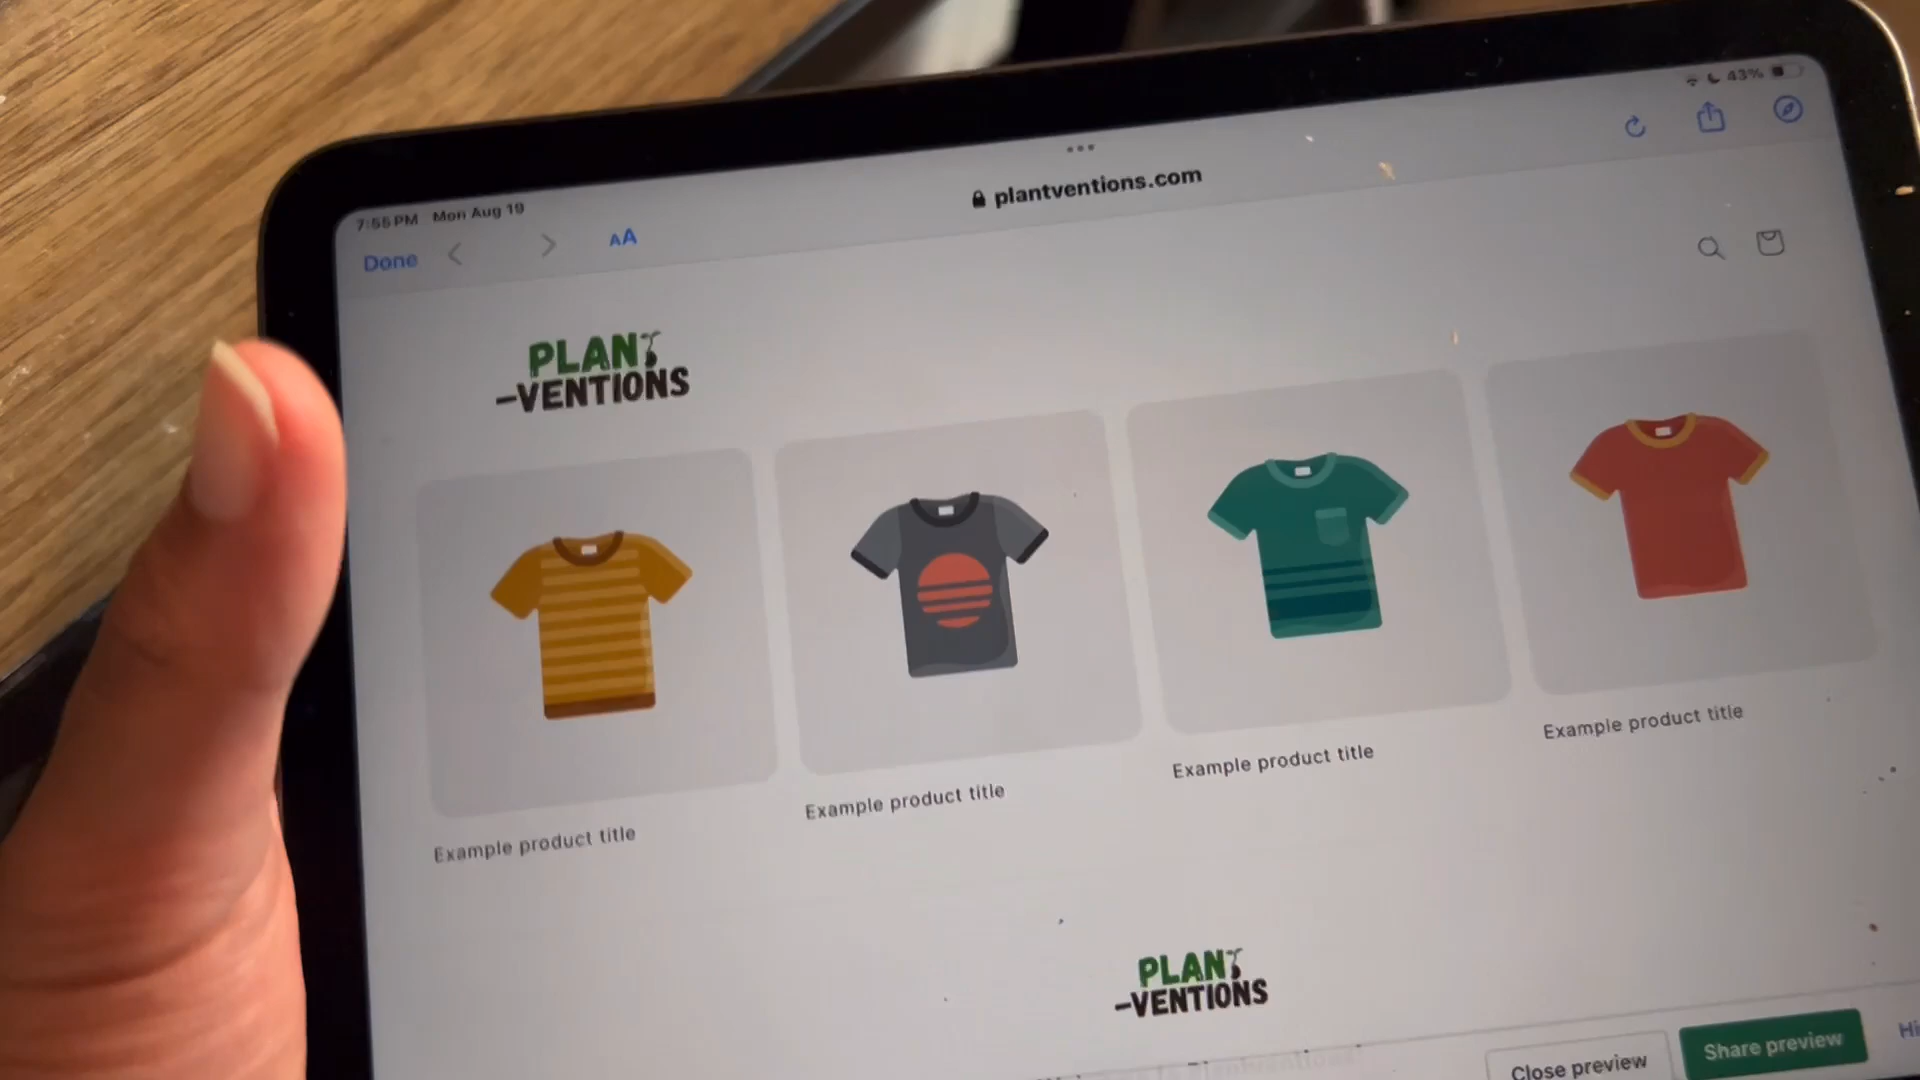 7:55 PM Mon Aug 19
43%
Done
AA
plantventions.com
PLANT
-VENTIONS
Example product title
Example product title
Example product title
Example product title
PLANT
-VENTIONS
Close preview
Share preview